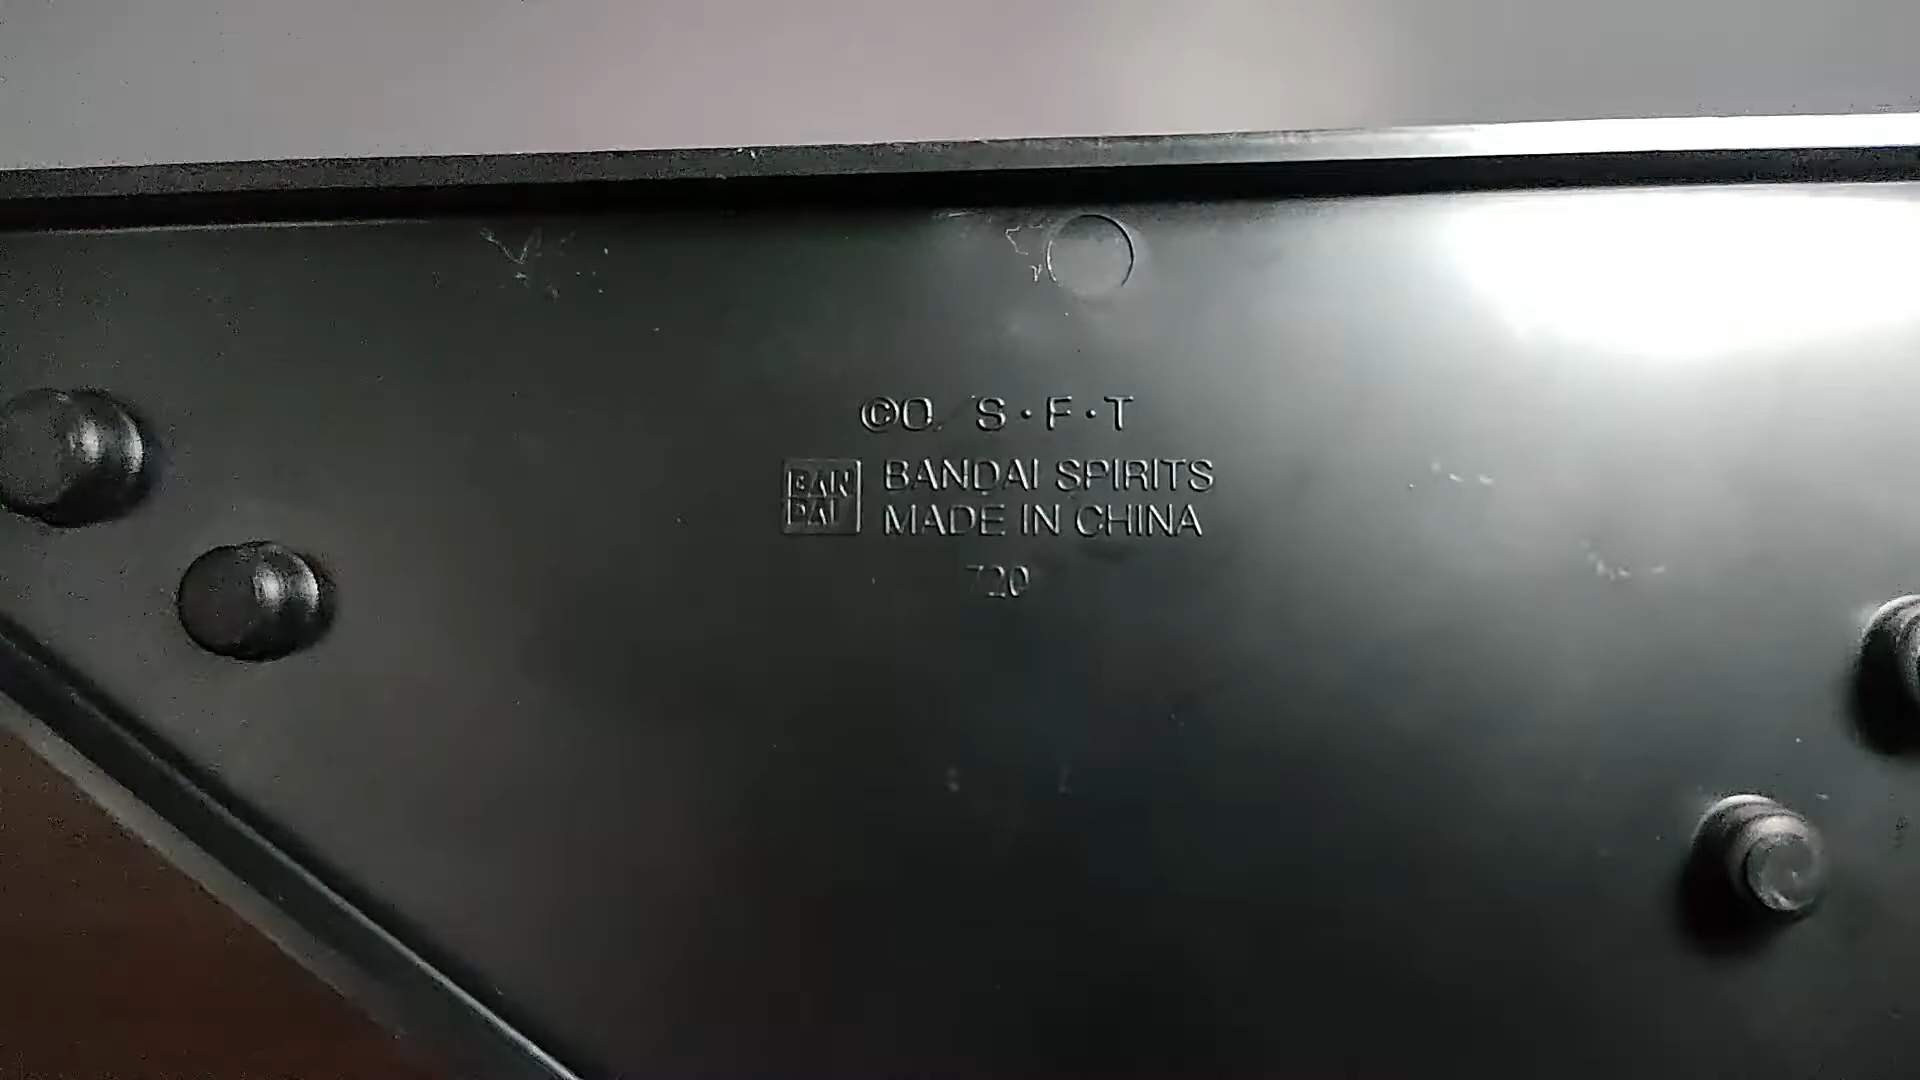 ©O. S・F・T
BAN
DAI
BANDAI SPIRITS
MADE IN CHINA
720